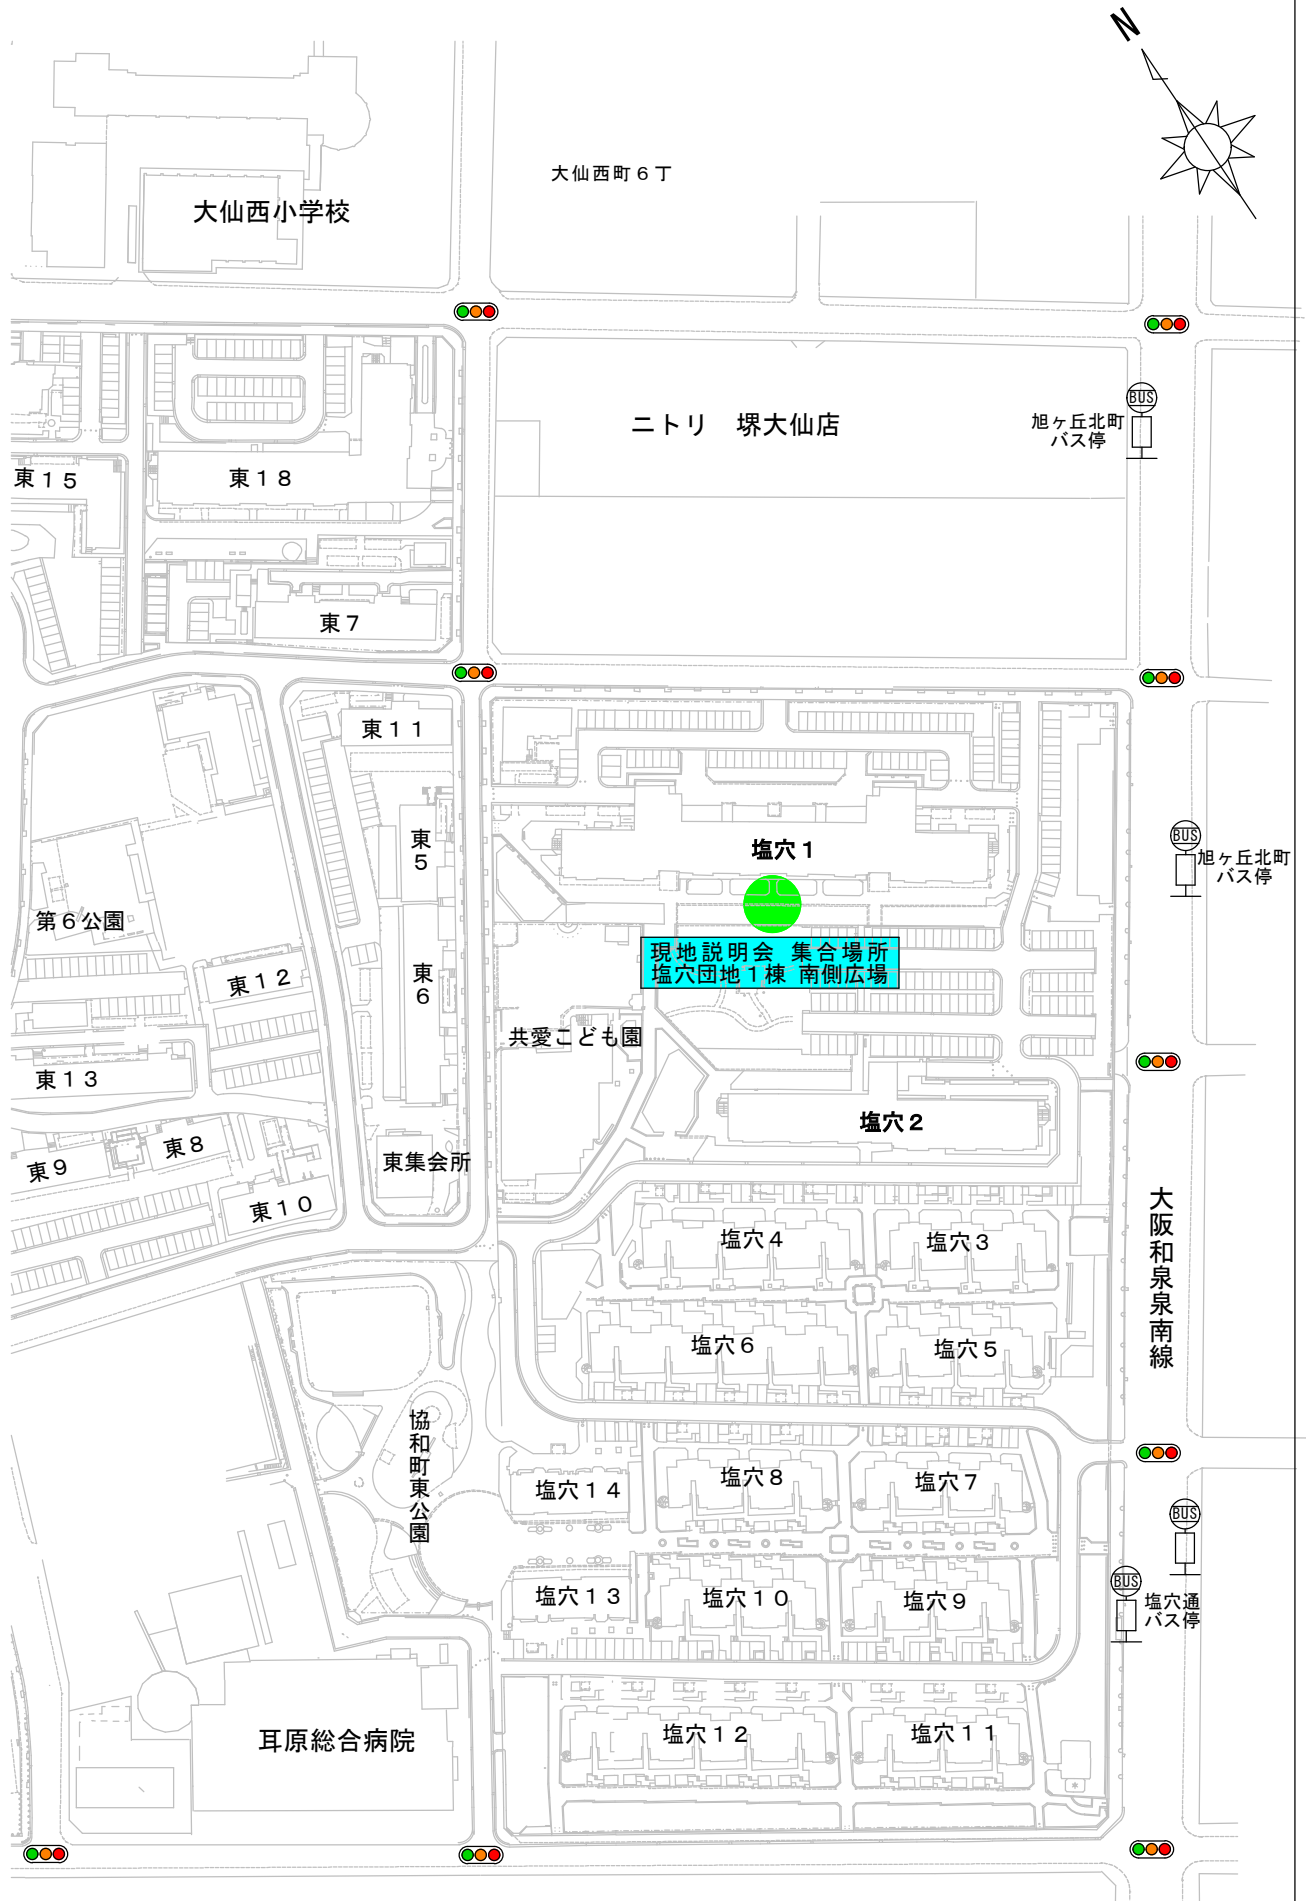 N
大仙西町６丁
大仙西小学校
ニトリ　堺大仙店
BUS
旭ヶ丘北町
バス停
東１５
東１８
東７
東１１
東５
塩穴１
BUS
旭ヶ丘北町
バス停
第６公園
現地説明会 集合場所
塩穴団地１棟 南側広場
東１２
東６
共愛こども園
東１３
塩穴２
東８
東９
東集会所
東１０
大阪和泉泉南線
塩穴４
塩穴３
塩穴６
塩穴５
協和町東公園
塩穴８
塩穴７
塩穴１４
BUS
BUS
塩穴通
バス停
塩穴１３
塩穴１０
塩穴９
耳原総合病院
塩穴１２
塩穴１１